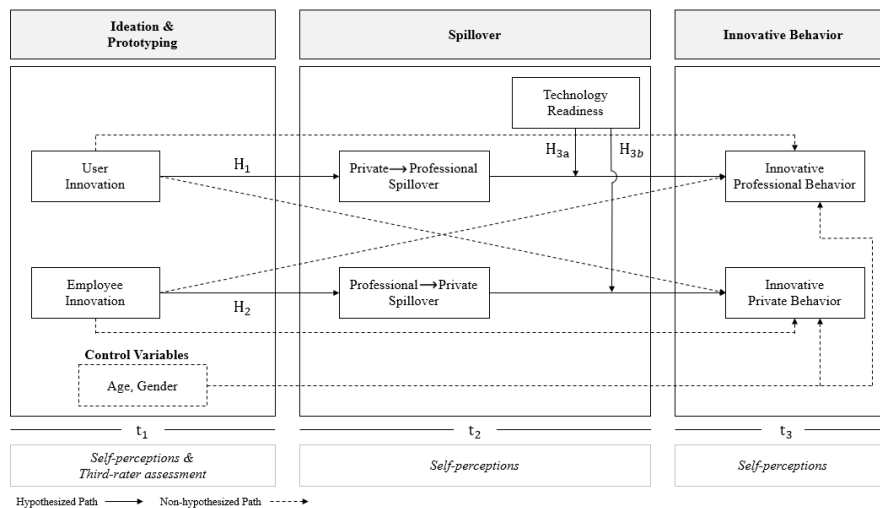 Ideation &
Prototyping
Spillover
Innovative Behavior
Technology
Readiness
H3a
H3b
User
Innovation
H1
Private→Professional
Spillover
Innovative
Professional Behavior
Employee
Innovation
H2
Professional→Private
Spillover
Innovative
Private Behavior
Control Variables
Age, Gender
t1
t2
t3
Self-perceptions &
Third-rater assessment
Self-perceptions
Self-perceptions
Hypothesized Path
Non-hypothesized Path